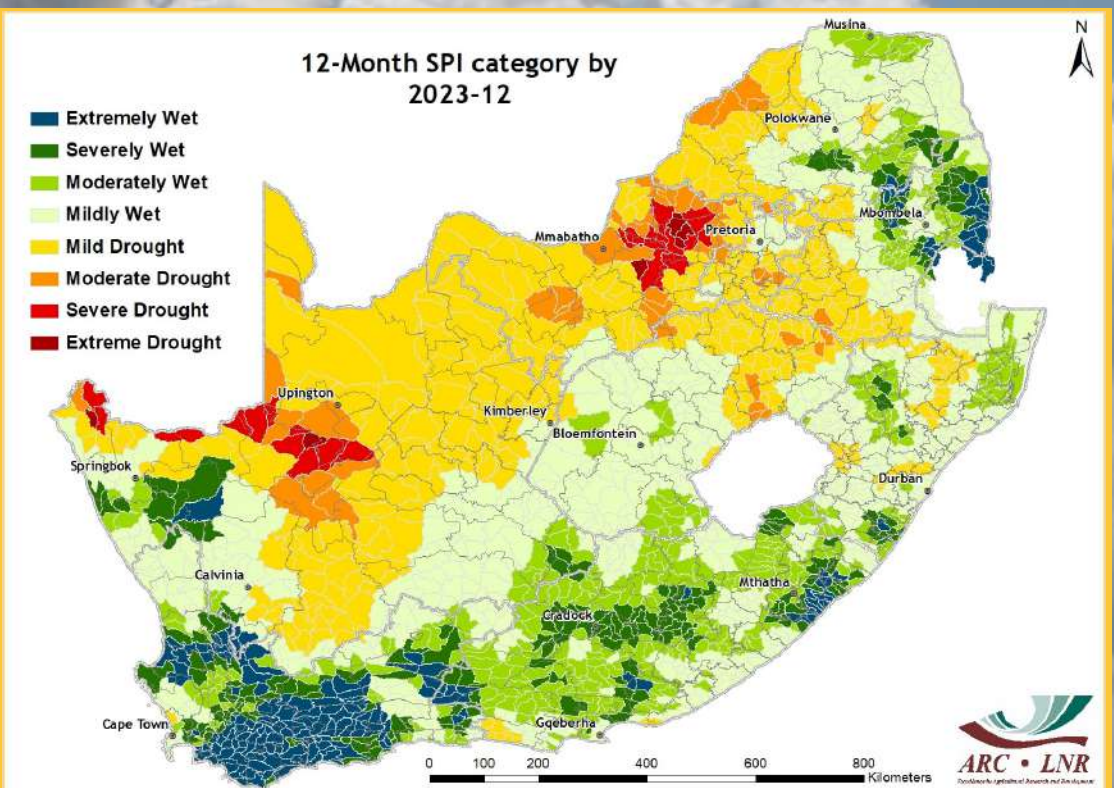 12-Month SPI category by
2023-12
N
Extremely Wet
Severely Wet
Moderately Wet
Mildly Wet
Mild Drought
Moderate Drought
Severe Drought
Extreme Drought
Musina
Polokwane
Mbombela
Pretoria
Mmabatho
Upington
Kimberley
Bloemfontein
Springbok
Durban
Calvinia
Mthatha
Cradock
Cape Town
Gqeberha
0 100 200 400 600 800
Kilometers
ARC • LNR